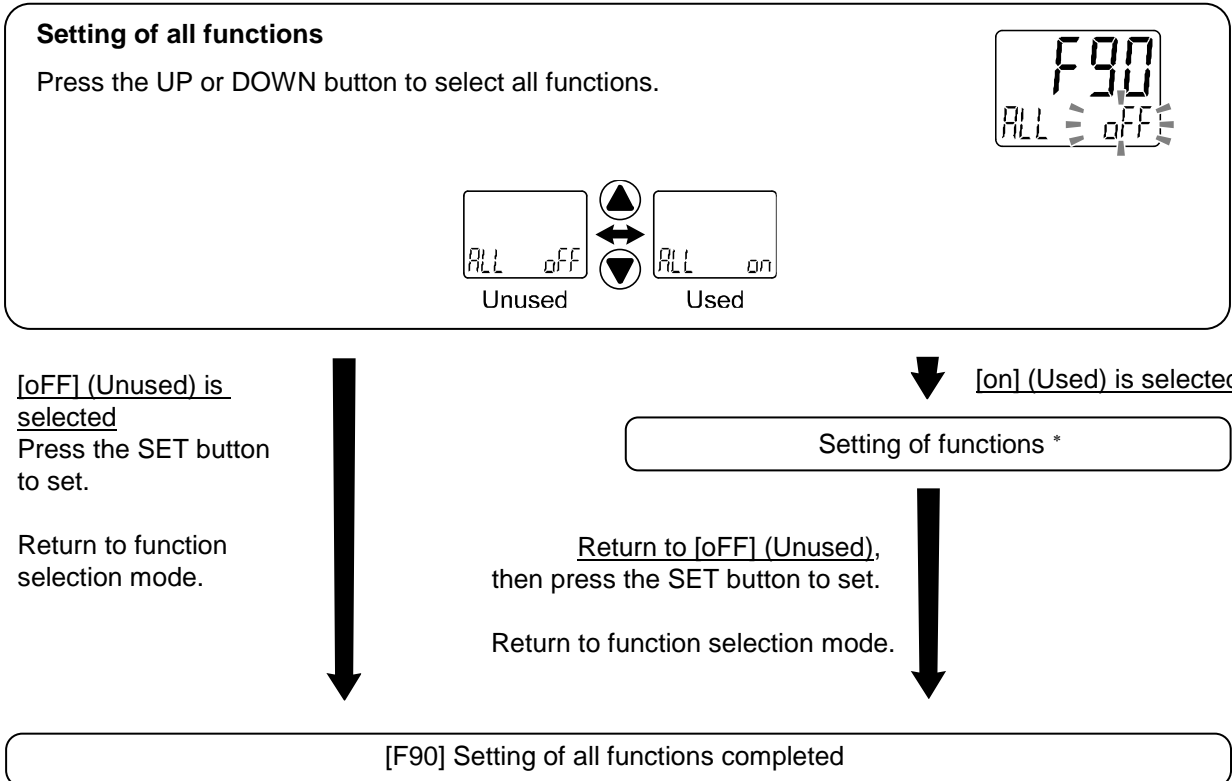 Setting of all functions
Press the UP or DOWN button to select all functions.
F90
ALL oFF
ALL oFF
ALL on
Unused
Used
[oFF] (Unused) is
selected
Press the SET button
to set.
Return to function
selection mode.
[on] (Used) is selected
Setting of functions *
Return to [oFF] (Unused),
then press the SET button to set.
Return to function selection mode.
[F90] Setting of all functions completed